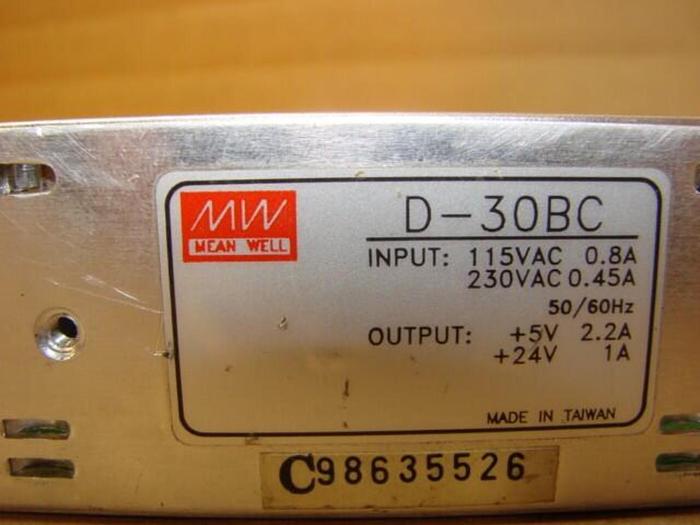 MW
MEAN WELL
D-30BC
INPUT: 115VAC 0.8A
230VAC 0.45A
50/60Hz
OUTPUT: +5V 2.2A
+24V 1A
MADE IN TAIWAN
C98635526